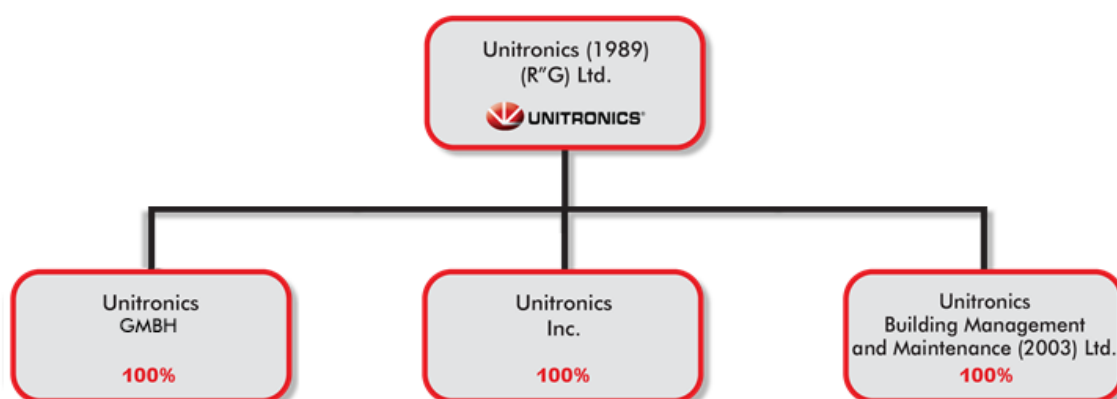 Unitronics (1989)
(R"G) Ltd.
UNITRONICS®
Unitronics
GMBH
100%
Unitronics
Inc.
100%
Unitronics
Building Management
and Maintenance (2003) Ltd.
100%